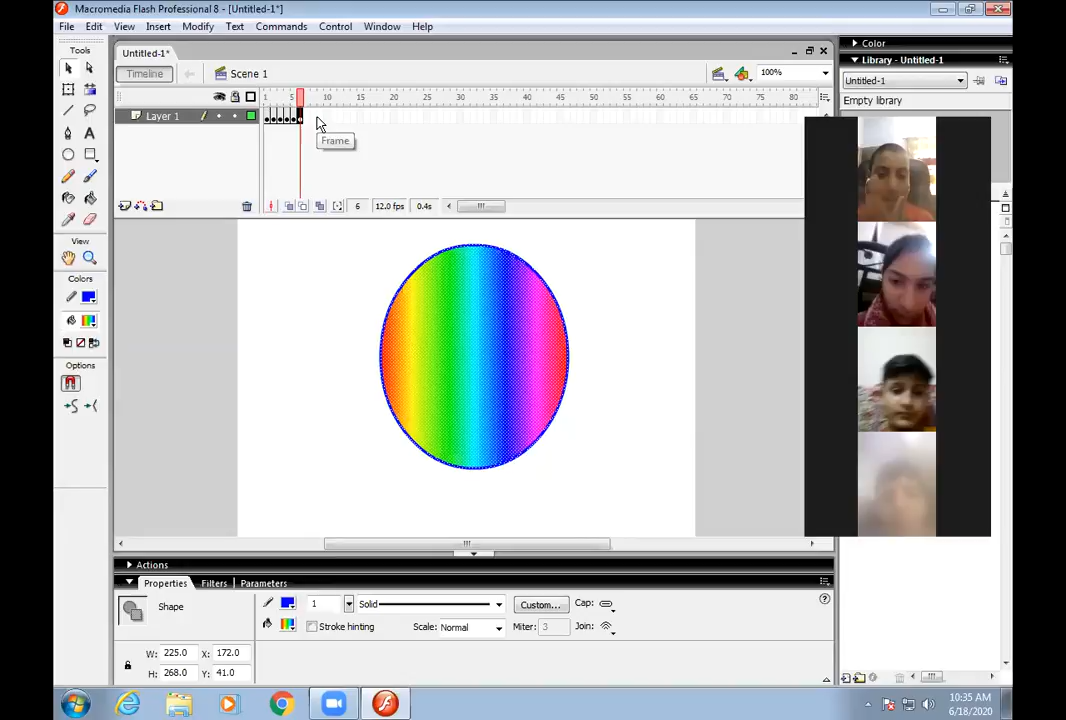 Macromedia Flash Professional 8 - [Untitled-1*]
File Edit View Insert Modify Text Commands Control Window Help
Tools
Untitled-1*
Color
Timeline
Scene 1
100%
Library - Untitled-1
Untitled-1
Empty library
1 5 10 15 20 25 30 35 40 45 50 55 60 65 70 75 80
Layer 1
Frame
6 12.0 fps 0.4s
View
Colors
Options
Actions
Properties Filters Parameters
Shape
1 Solid Custom... Cap:
Stroke hinting Scale: Normal Miter: 3 Join:
W: 225.0 X: 172.0
H: 268.0 Y: 41.0
10:35 AM
6/18/2020